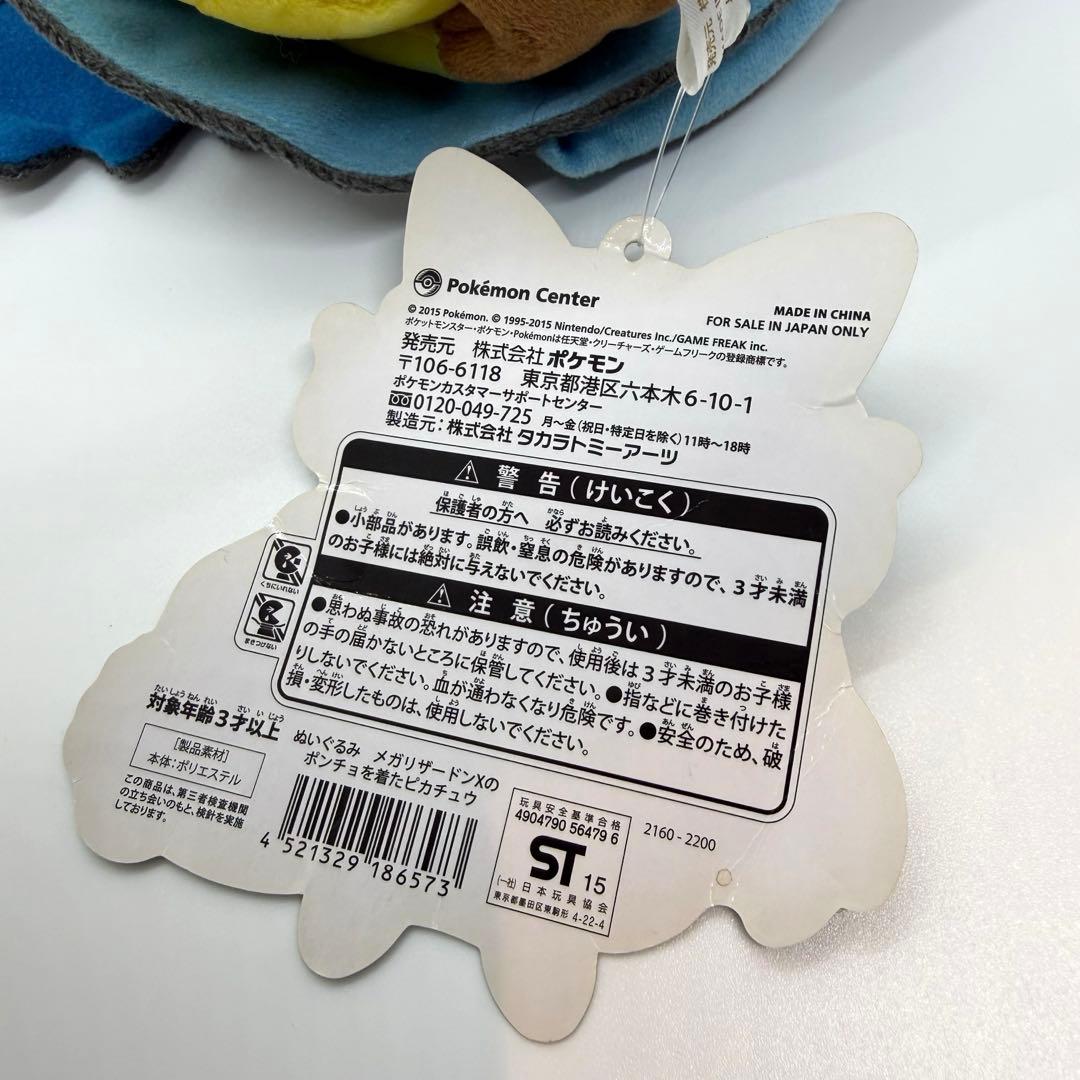 Pokémon Center
MADE IN CHINA
FOR SALE IN JAPAN ONLY
© 2015 Pokémon. © 1995-2015 Nintendo/Creatures Inc./GAME FREAK inc.
ポケットモンスター・ポケモン・Pokémonは任天堂・クリーチャーズ・ゲームフリークの登録商標です。
発売元 株式会社ポケモン
〒106-6118 東京都港区六本木6-10-1
ポケモンカスタマーサポートセンター
0120-049-725 月〜金(祝日・特定日を除く)11時〜18時
製造元:株式会社 タカラトミーアーツ
警告(けいこく)
保護者の方へ 必ずお読みください。
●小部品があります。誤飲・窒息の危険がありますので、3才未満
のお子様には絶対に与えないでください。
注意(ちゅうい)
●思わぬ事故の恐れがありますので、使用後は3才未満のお子様
の手の届かないところに保管してください。●指などに巻き付けた
りしないでください。血が通わなくなり危険です。●安全のため、破
損・変形したものは、使用しないでください。
くちにいれない
まきつけない
対象年齢3才以上
[製品素材]
本体:ポリエステル
この商品は、第三者検査機関
の立ち会いのもと、検針を実施
しております。
ぬいぐるみ メガリザードンXの
ポンチョを着たピカチュウ
4 521329 186573
玩具安全基準合格
4904790 56479 6
ST 15
(一社)日本玩具協会
東京都墨田区東駒形 4-22-4
2160-2200